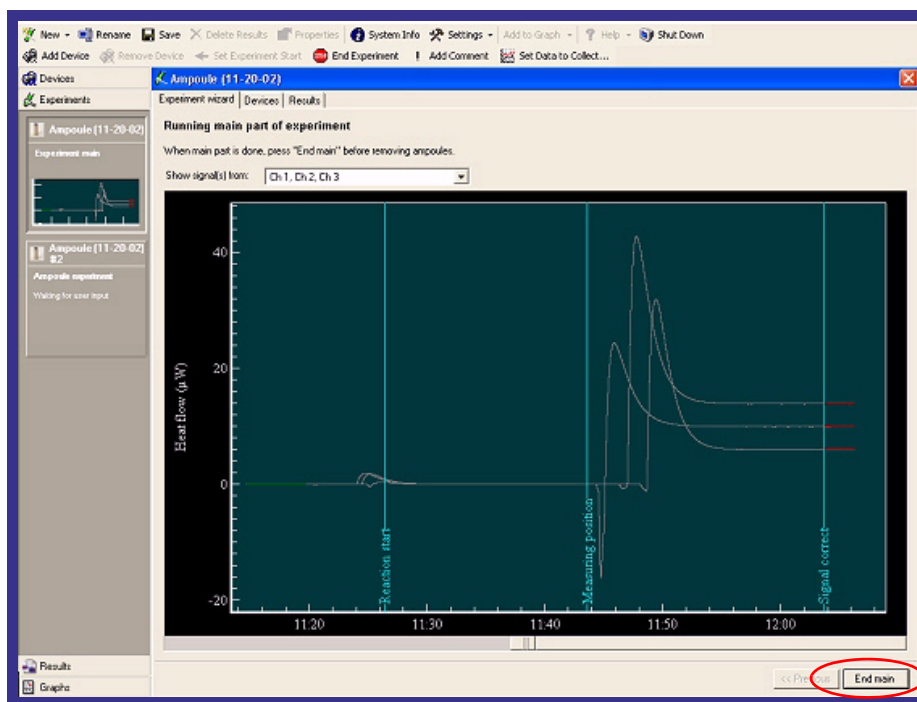 New Rename Save Delete Results Properties System Info Settings Add to Graph Help Shut Down
Add Device Remove Device Set Experiment Start End Experiment ! Add Comment Set Data to Collect...
Devices
Experiments
Ampoule (11-20-02)
Experiment main
Ampoule (11-20-02)
#2
Ampoule experiment
Waiting for user input
Results
Graphs
Ampoule (11-20-02)
Experiment wizard Devices Results
Running main part of experiment
When main part is done, press "End main" before removing ampoules.
Show signal(s) from: Ch 1, Ch 2, Ch 3
Heat flow (µW)
40
20
0
-20
Reaction start
Measuring position
Signal correct
11:20 11:30 11:40 11:50 12:00
<< Previous End main